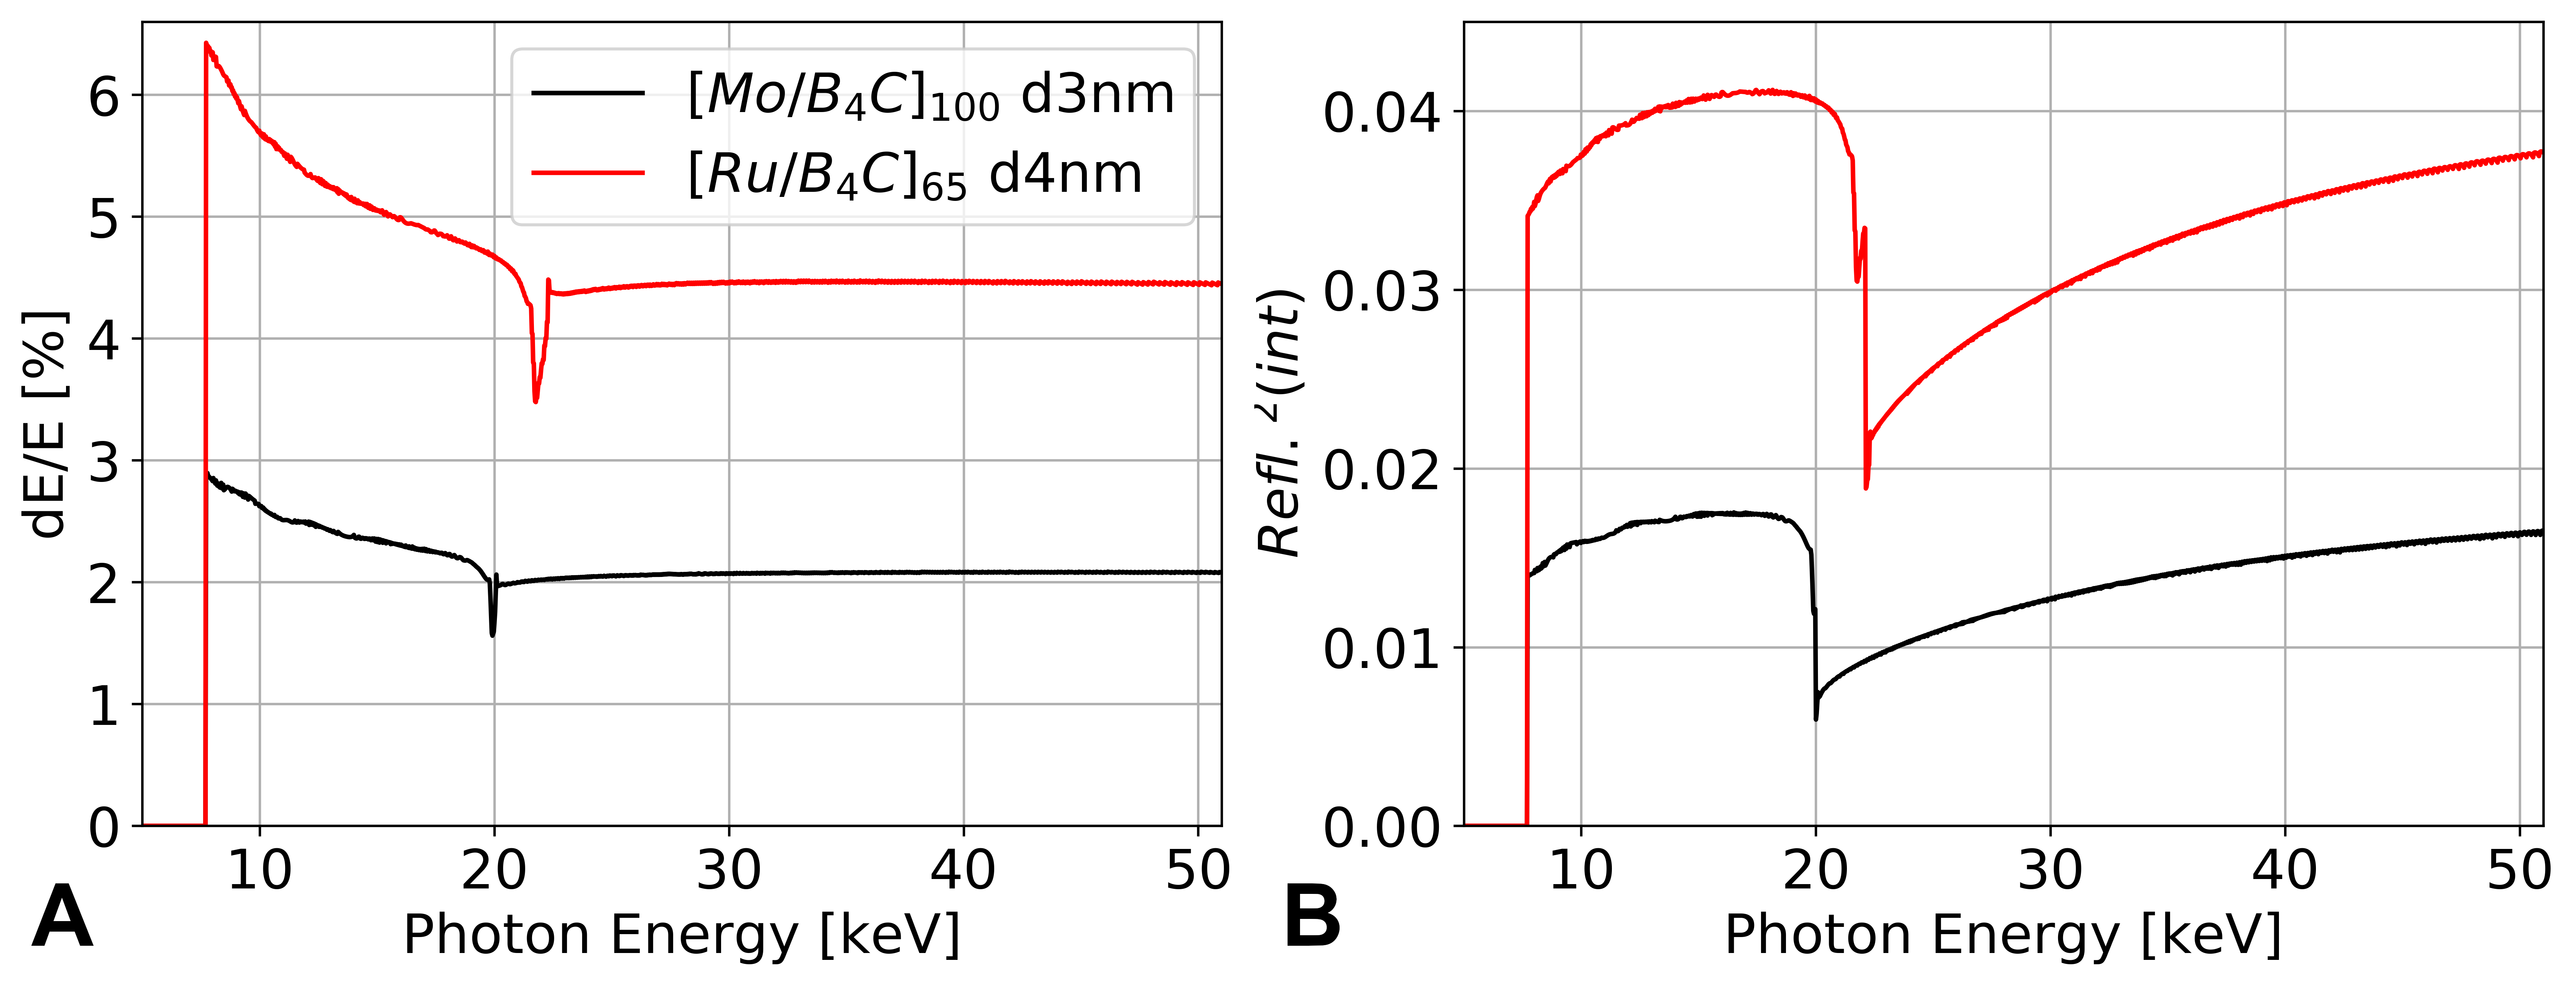 6
5
4
3
2
1
0
dE/E [%]
[Mo/B₄C]₁₀₀ d3nm
[Ru/B₄C]₆₅ d4nm
10 20 30 40 50
Photon Energy [keV]
A
0.04
0.03
0.02
0.01
0.00
Refl. ²(int)
10 20 30 40 50
Photon Energy [keV]
B